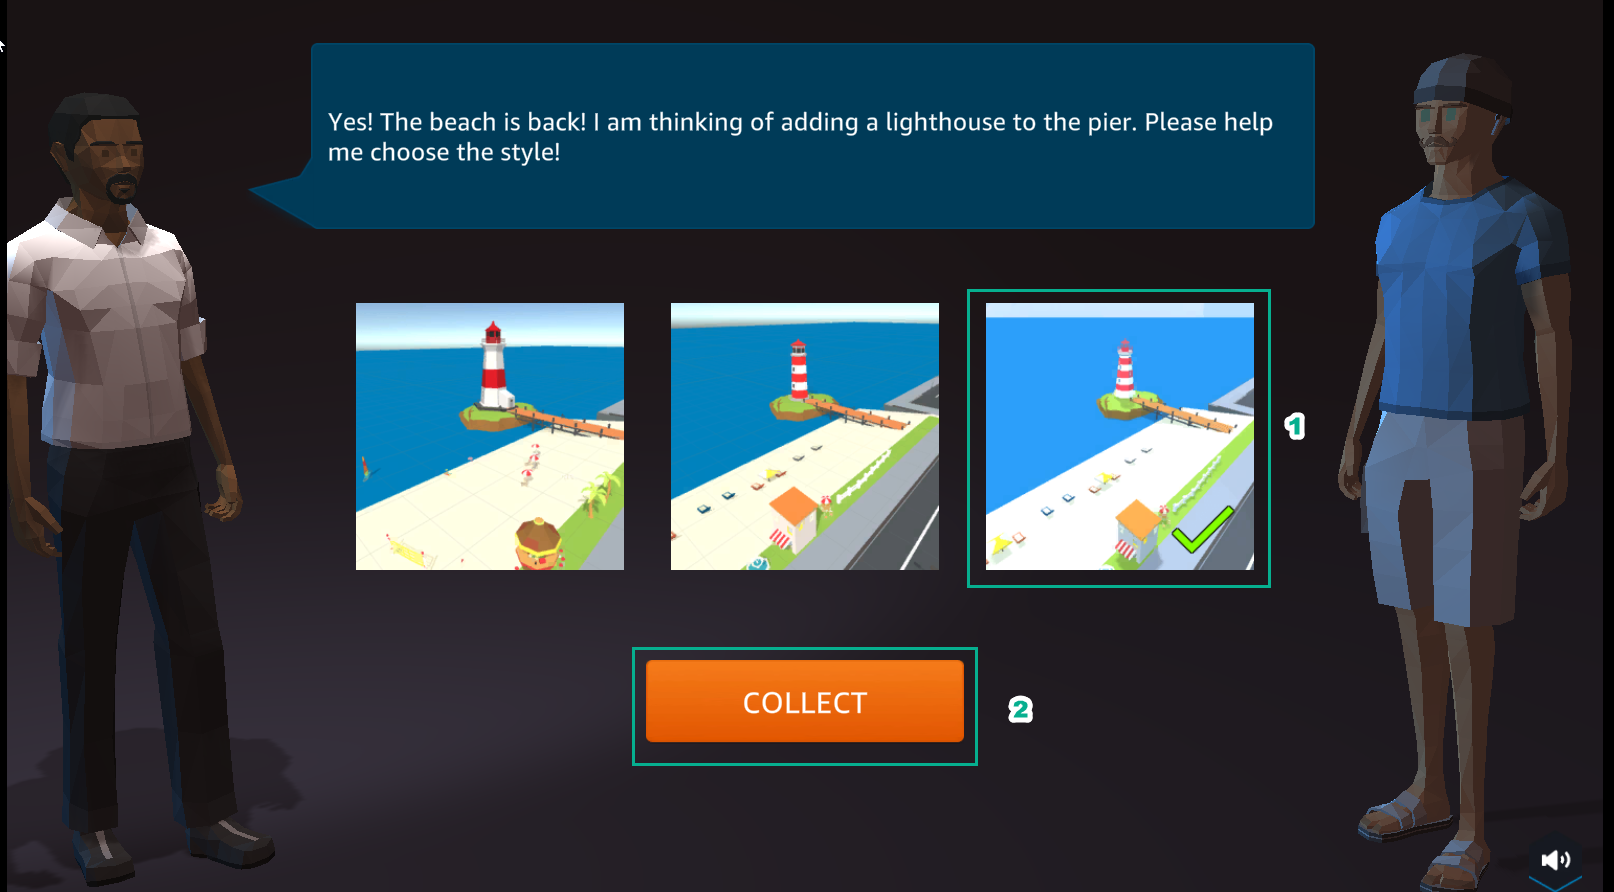 Yes! The beach is back! I am thinking of adding a lighthouse to the pier. Please help
me choose the style!
1
COLLECT
2